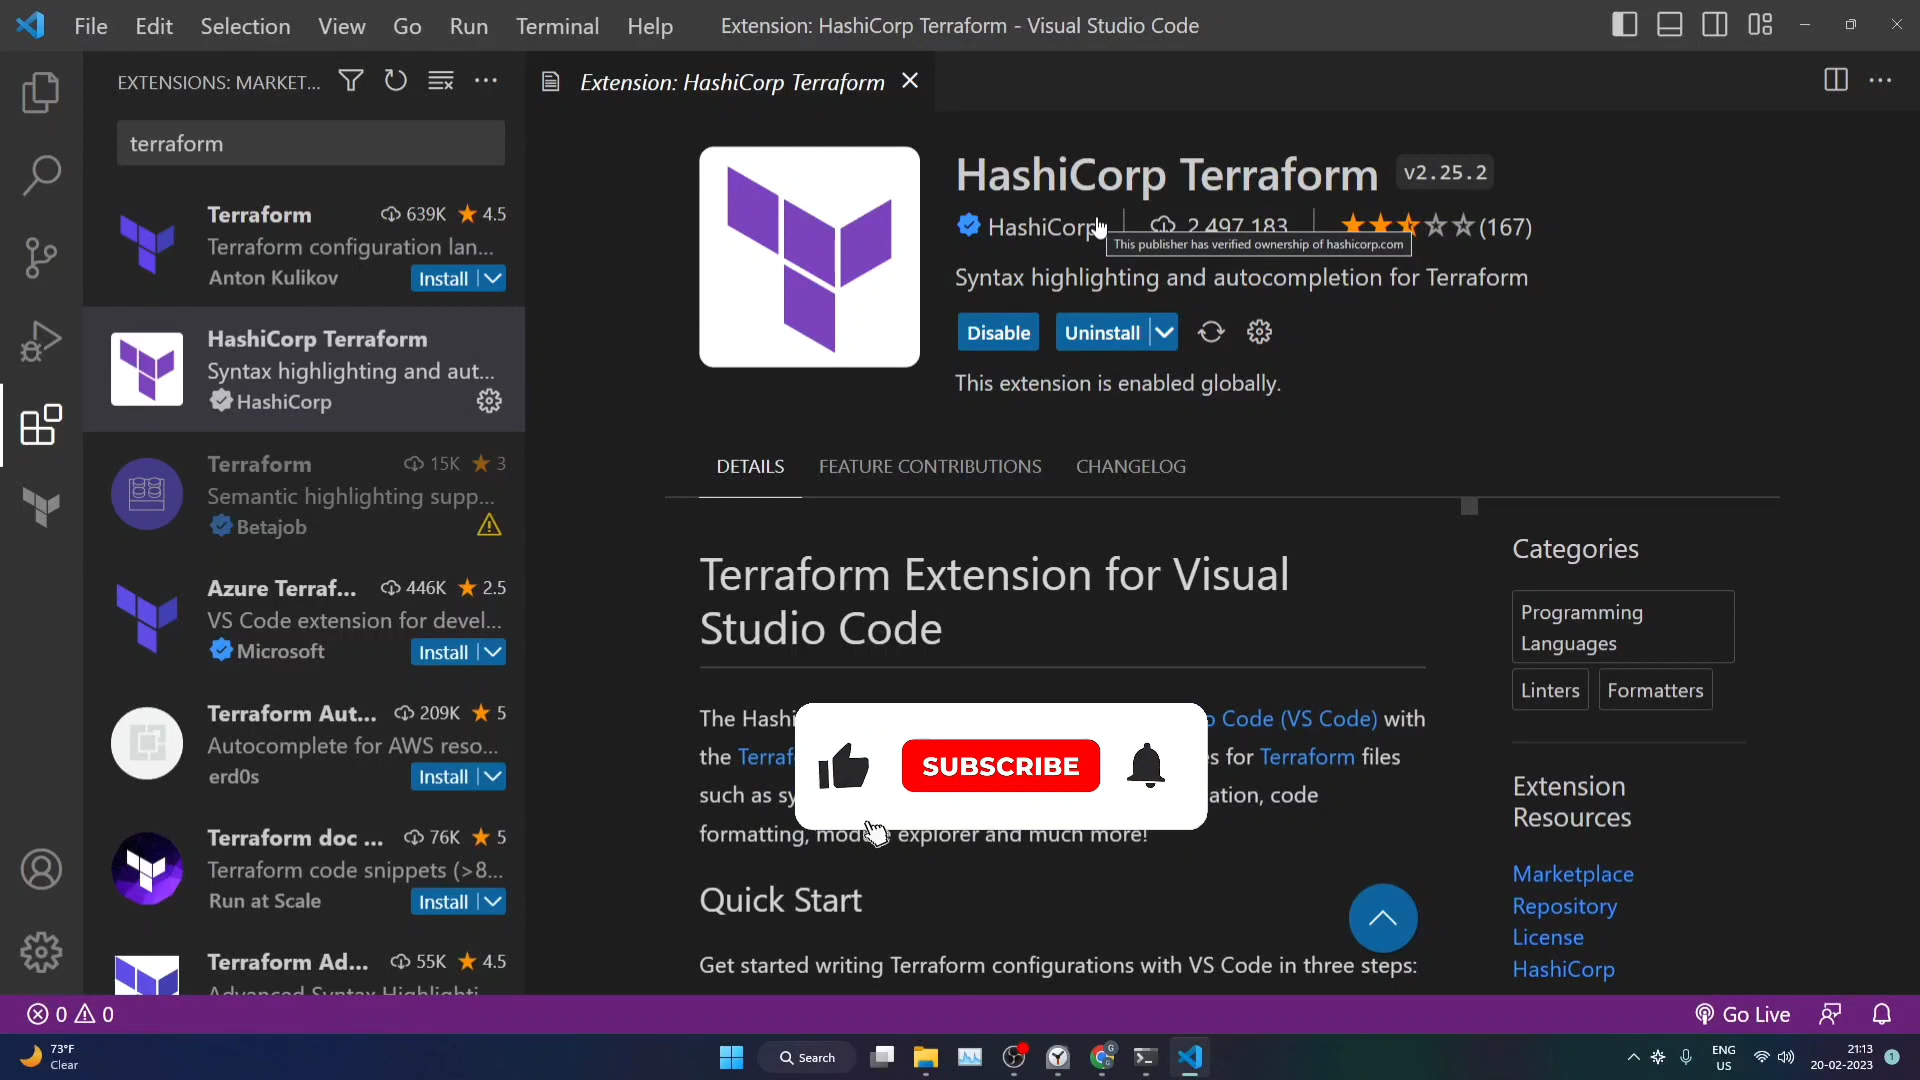 File Edit Selection View Go Run Terminal Help
Extension: HashiCorp Terraform - Visual Studio Code
EXTENSIONS: MARKET...
terraform
Terraform 639K 4.5
Terraform configuration lan...
Anton Kulikov Install
HashiCorp Terraform
Syntax highlighting and aut...
HashiCorp
Terraform 15K 3
Semantic highlighting supp...
Betajob
Azure Terraf... 446K 2.5
VS Code extension for devel...
Microsoft Install
Terraform Aut... 209K 5
Autocomplete for AWS reso...
erd0s Install
Terraform doc ... 76K 5
Terraform code snippets (>8...
Run at Scale Install
Terraform Ad... 55K 4.5
Advanced Syntax Highlighti...
Extension: HashiCorp Terraform
HashiCorp Terraform v2.25.2
HashiCorp 2,497,183 (167)
This publisher has verified ownership of hashicorp.com
Syntax highlighting and autocompletion for Terraform
Disable Uninstall
This extension is enabled globally.
DETAILS FEATURE CONTRIBUTIONS CHANGELOG
Terraform Extension for Visual
Studio Code
The Code (VS Code) with
the for Terraform files
such as code
formatting, explorer and much more!
SUBSCRIBE
Quick Start
Get started writing Terraform configurations with VS Code in three steps:
Categories
Programming
Languages
Linters Formatters
Extension
Resources
Marketplace
Repository
License
HashiCorp
0 0
Go Live
73°F
Clear
Search
ENG
US
21:13
20-02-2023
1